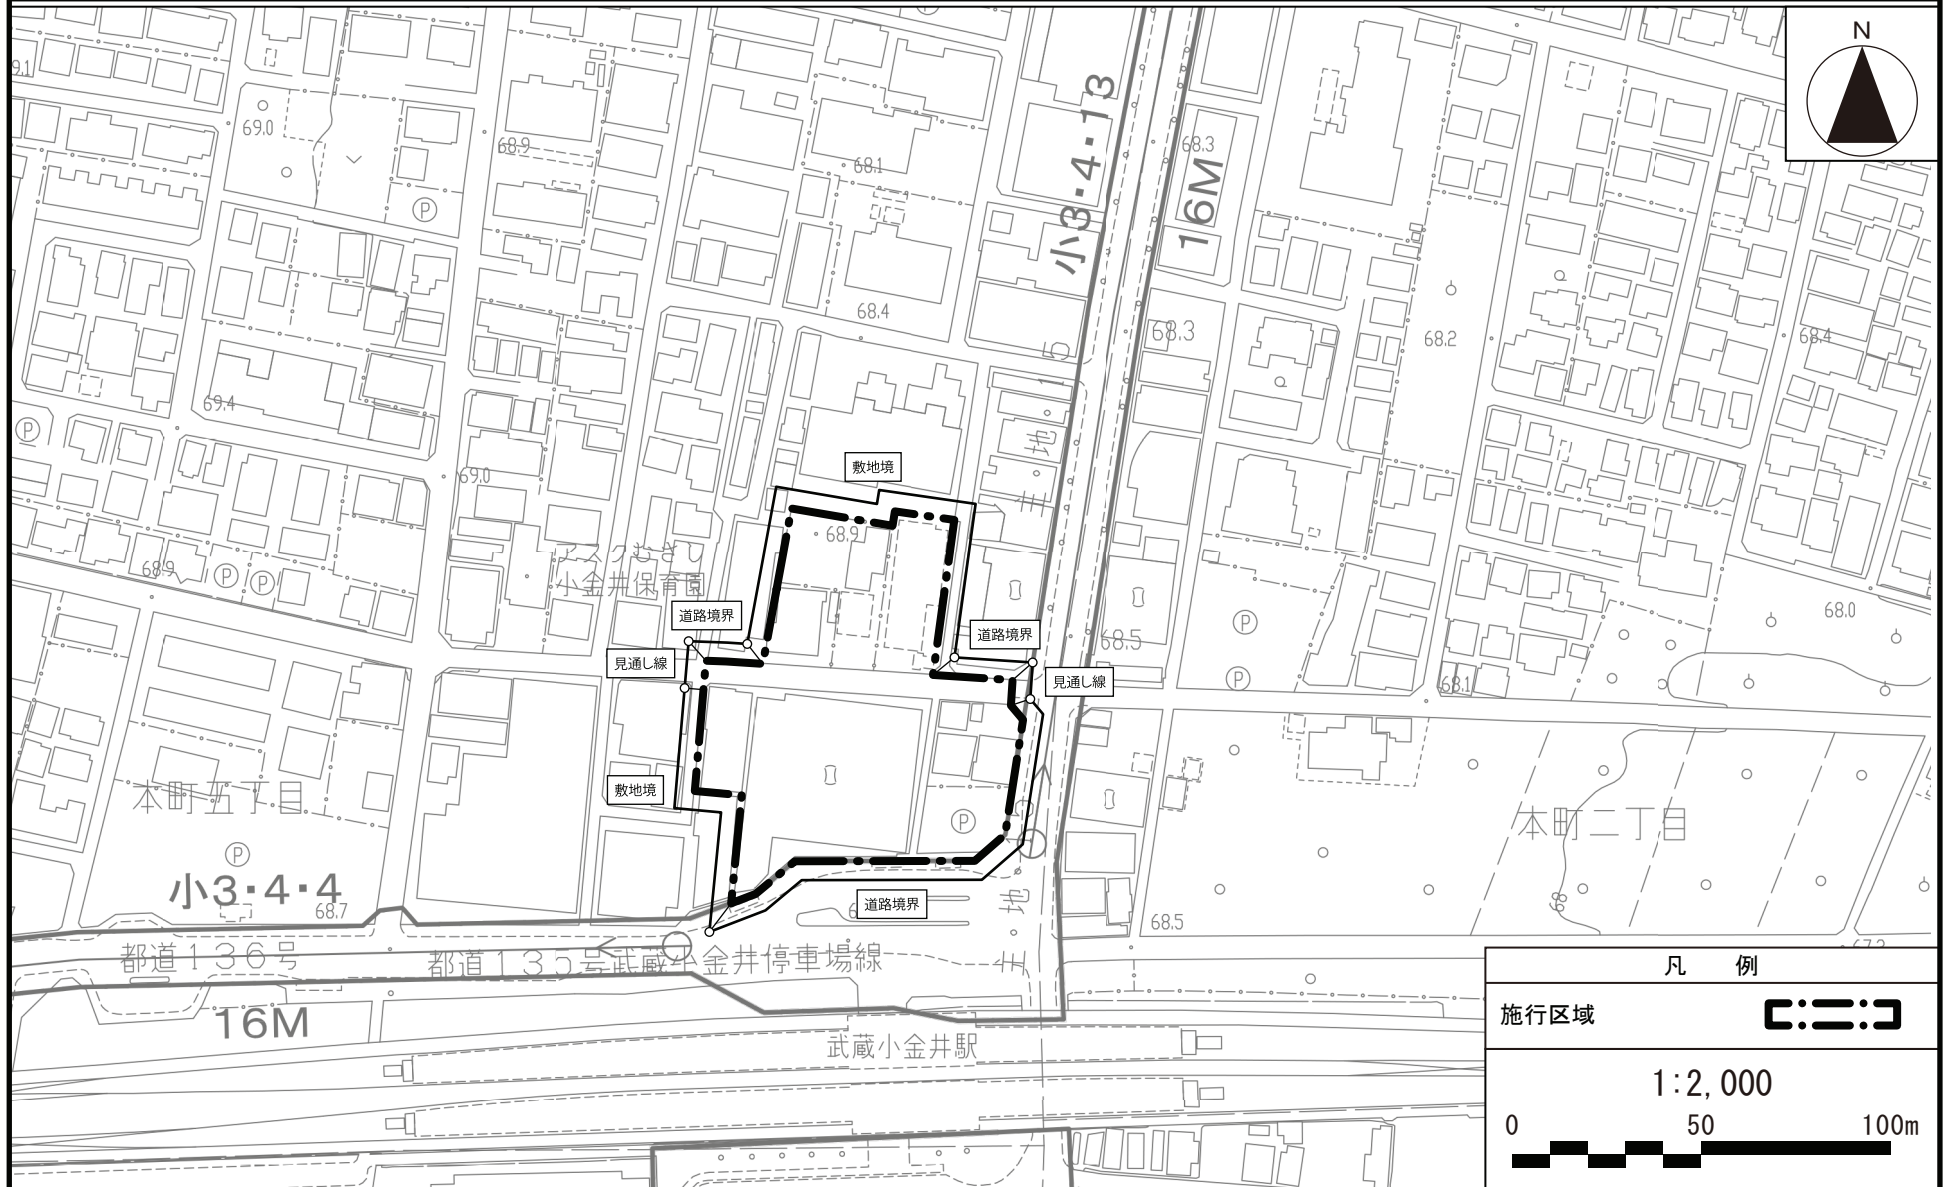 N
9.1
69.0
68.9
68.1
68.3
小3・4・13
16M
P
68.4
68.3
68.2
68.4
69.4
P
69.0
敷地境
68.9
アスクむさし
小金井保育園
68.9
P
P
道路境界
道路境界
見通し線
68.5
P
68.0
見通し線
P
68.1
敷地境
本町五丁目
P
P
本町二丁目
小3・4・4
68.7
道路境界
68.5
都道136号
都道135号武蔵小金井停車場線
16M
武蔵小金井駅
凡 例
施行区域
1:2,000
0 50 100m